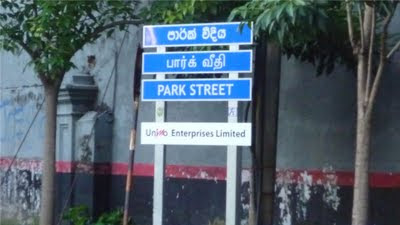 පාර්ක් වීදිය
பார்க் வீதி
PARK STREET
Enterprises Limited